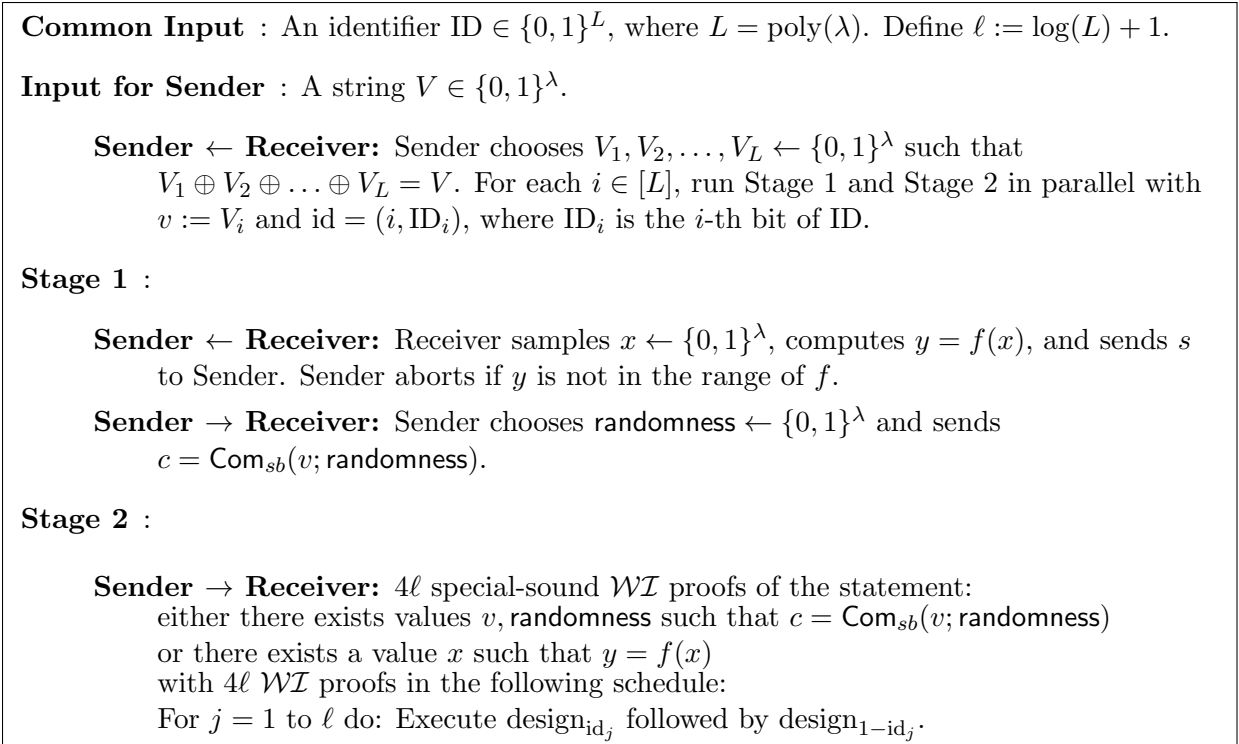 Common Input : An identifier ID ∈ {0, 1}^L, where L = poly(λ). Define ℓ := log(L) + 1.
Input for Sender : A string V ∈ {0, 1}^λ.
Sender ← Receiver: Sender chooses V_1, V_2, . . . , V_L ← {0, 1}^λ such that
V_1 ⊕ V_2 ⊕ . . . ⊕ V_L = V. For each i ∈ [L], run Stage 1 and Stage 2 in parallel with
v := V_i and id = (i, ID_i), where ID_i is the i-th bit of ID.
Stage 1 :
Sender ← Receiver: Receiver samples x ← {0, 1}^λ, computes y = f(x), and sends s
to Sender. Sender aborts if y is not in the range of f.
Sender → Receiver: Sender chooses randomness ← {0, 1}^λ and sends
c = Com_sb(v; randomness).
Stage 2 :
Sender → Receiver: 4ℓ special-sound WI proofs of the statement:
either there exists values v, randomness such that c = Com_sb(v; randomness)
or there exists a value x such that y = f(x)
with 4ℓ WI proofs in the following schedule:
For j = 1 to ℓ do: Execute design_{id_j} followed by design_{1−id_j}.